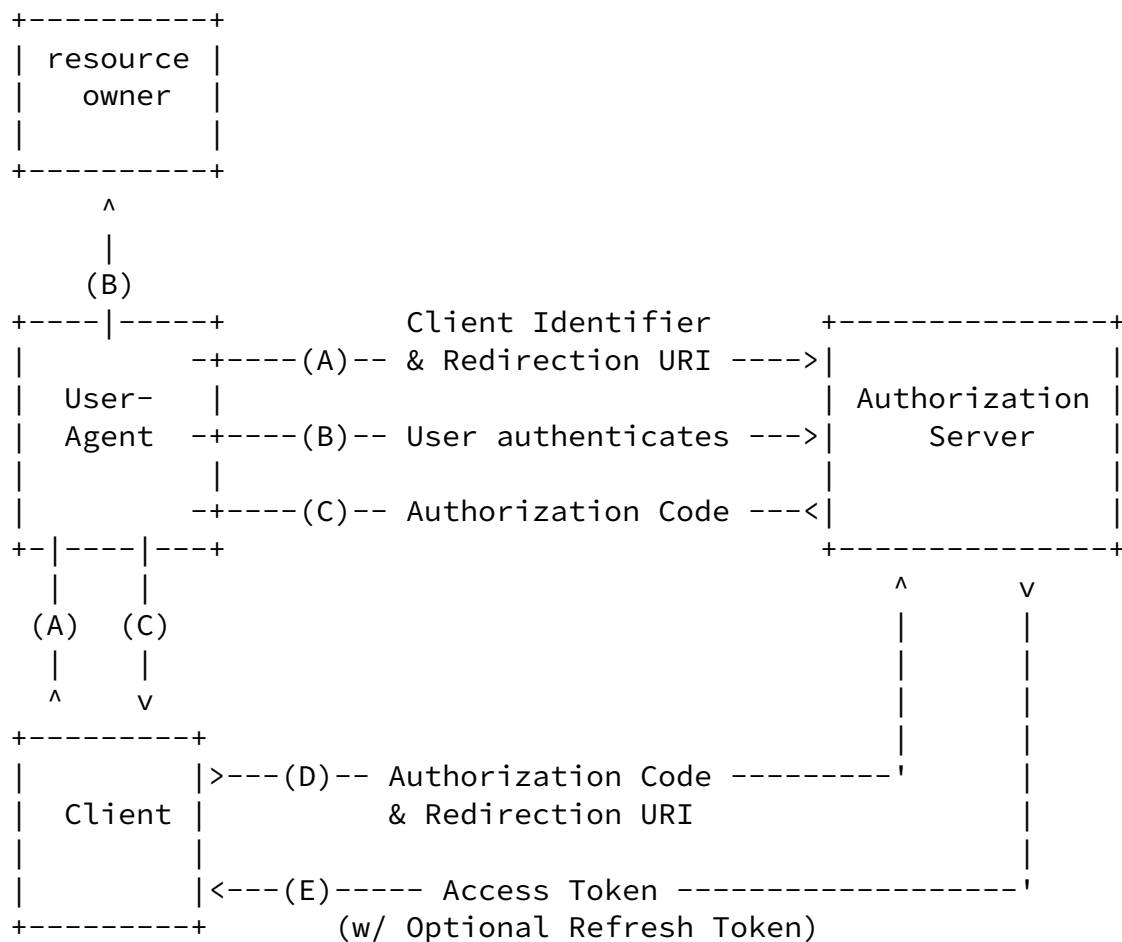 +----------+
| resource |
|   owner  |
|          |
+----------+
     ^
     |
    (B)
+----|-----+          Client Identifier      +---------------+
|         -+----(A)-- & Redirection URI ---->|               |
|  User-   |                                 | Authorization |
|  Agent  -+----(B)-- User authenticates --->|     Server    |
|          |                                 |               |
|         -+----(C)-- Authorization Code ---<|               |
+-|----|---+                                 +---------------+
  |    |                                         ^      v
 (A)  (C)                                        |      |
  |    |                                         |      |
  ^    v                                         |      |
+---------+                                      |      |
|         |>---(D)-- Authorization Code ---------'      |
|  Client |          & Redirection URI                  |
|         |                                             |
|         |<---(E)----- Access Token -------------------'
+---------+       (w/ Optional Refresh Token)